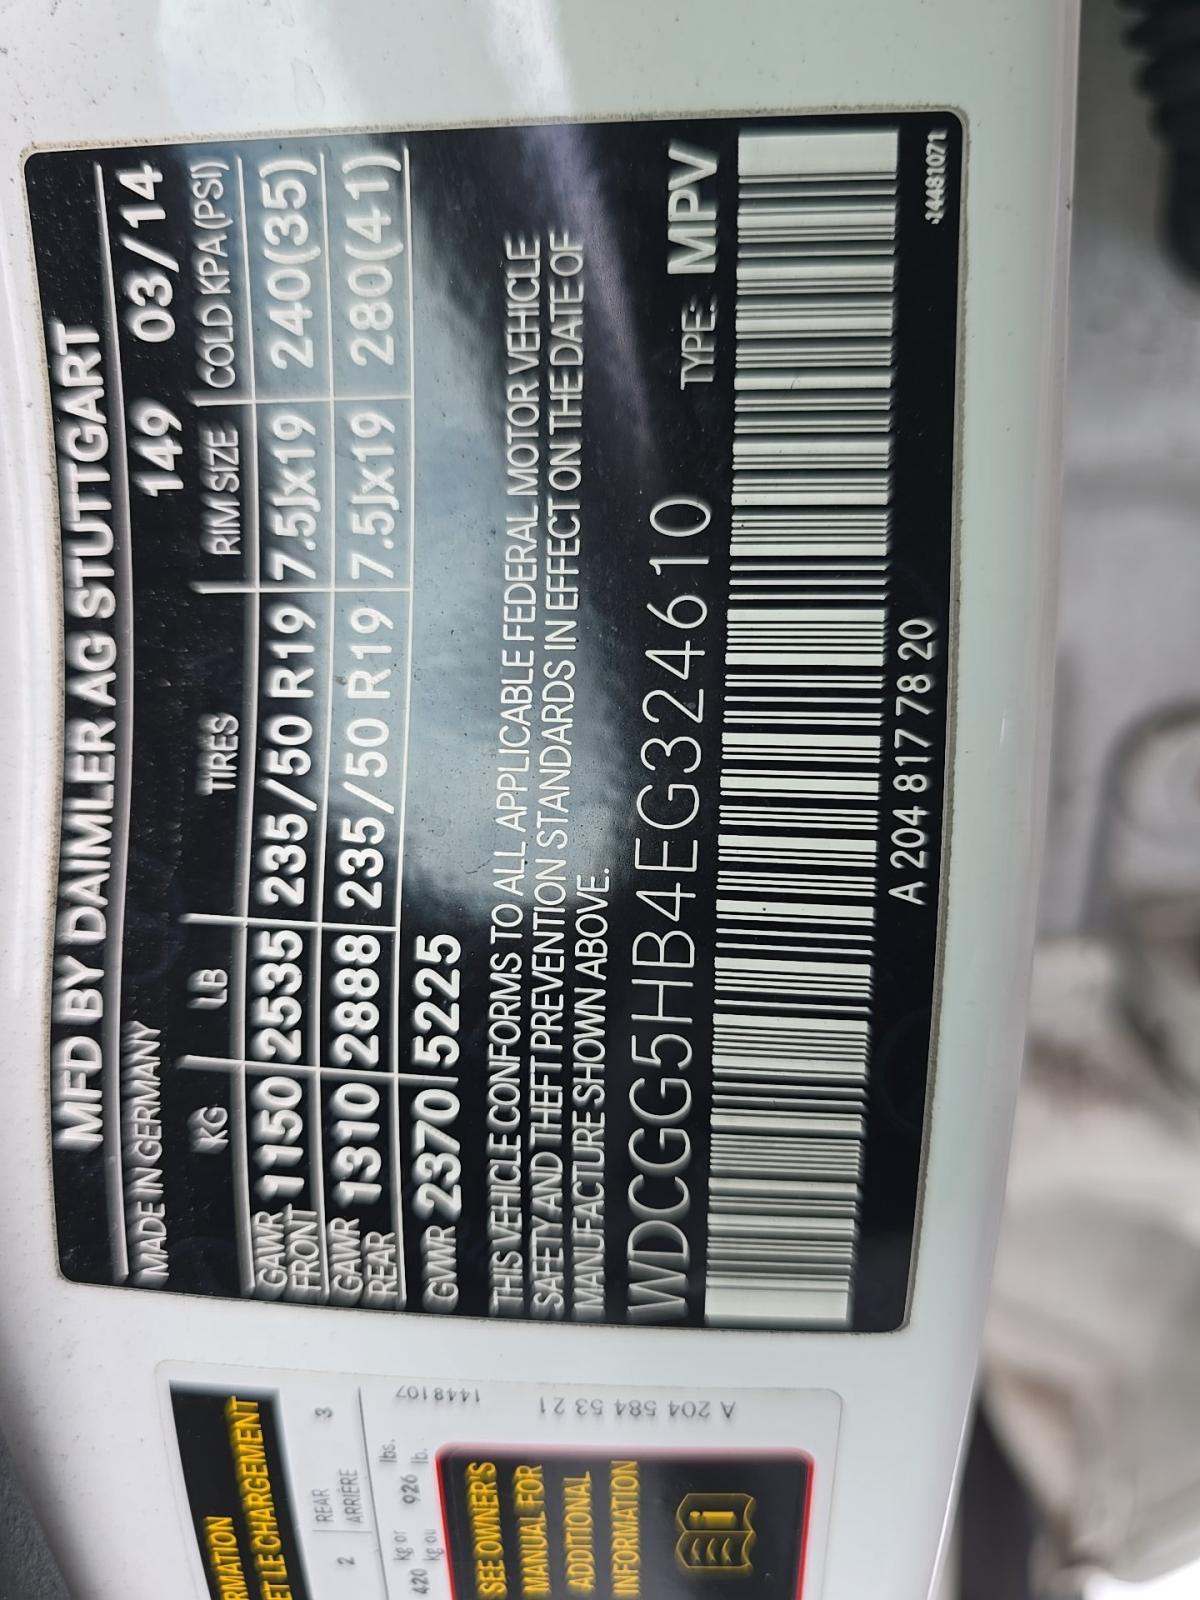 MFD BY DAIMLER AG STUTTGART
MADE IN GERMANY 149 03/14
KG LB TIRES RIM SIZE COLD KPA(PSI)
GAWR FRONT 1150 2535 235/50 R19 7.5Jx19 240(35)
GAWR REAR 1310 2888 235/50 R19 7.5Jx19 280(41)
GWR 2370 5225
THIS VEHICLE CONFORMS TO ALL APPLICABLE FEDERAL MOTOR VEHICLE
SAFETY AND THEFT PREVENTION STANDARDS IN EFFECT ON THE DATE OF
MANUFACTURE SHOWN ABOVE.
WDCGG5HB4EG324610 TYPE: MPV
A 204 817 78 20
14481071
RMATION
ET LE CHARGEMENT
2 REAR 3
ARRIÈRE
420 kg or 926 lbs.
kg ou lb.
SEE OWNER'S
MANUAL FOR
ADDITIONAL
INFORMATION
1448107
A 204 584 53 21